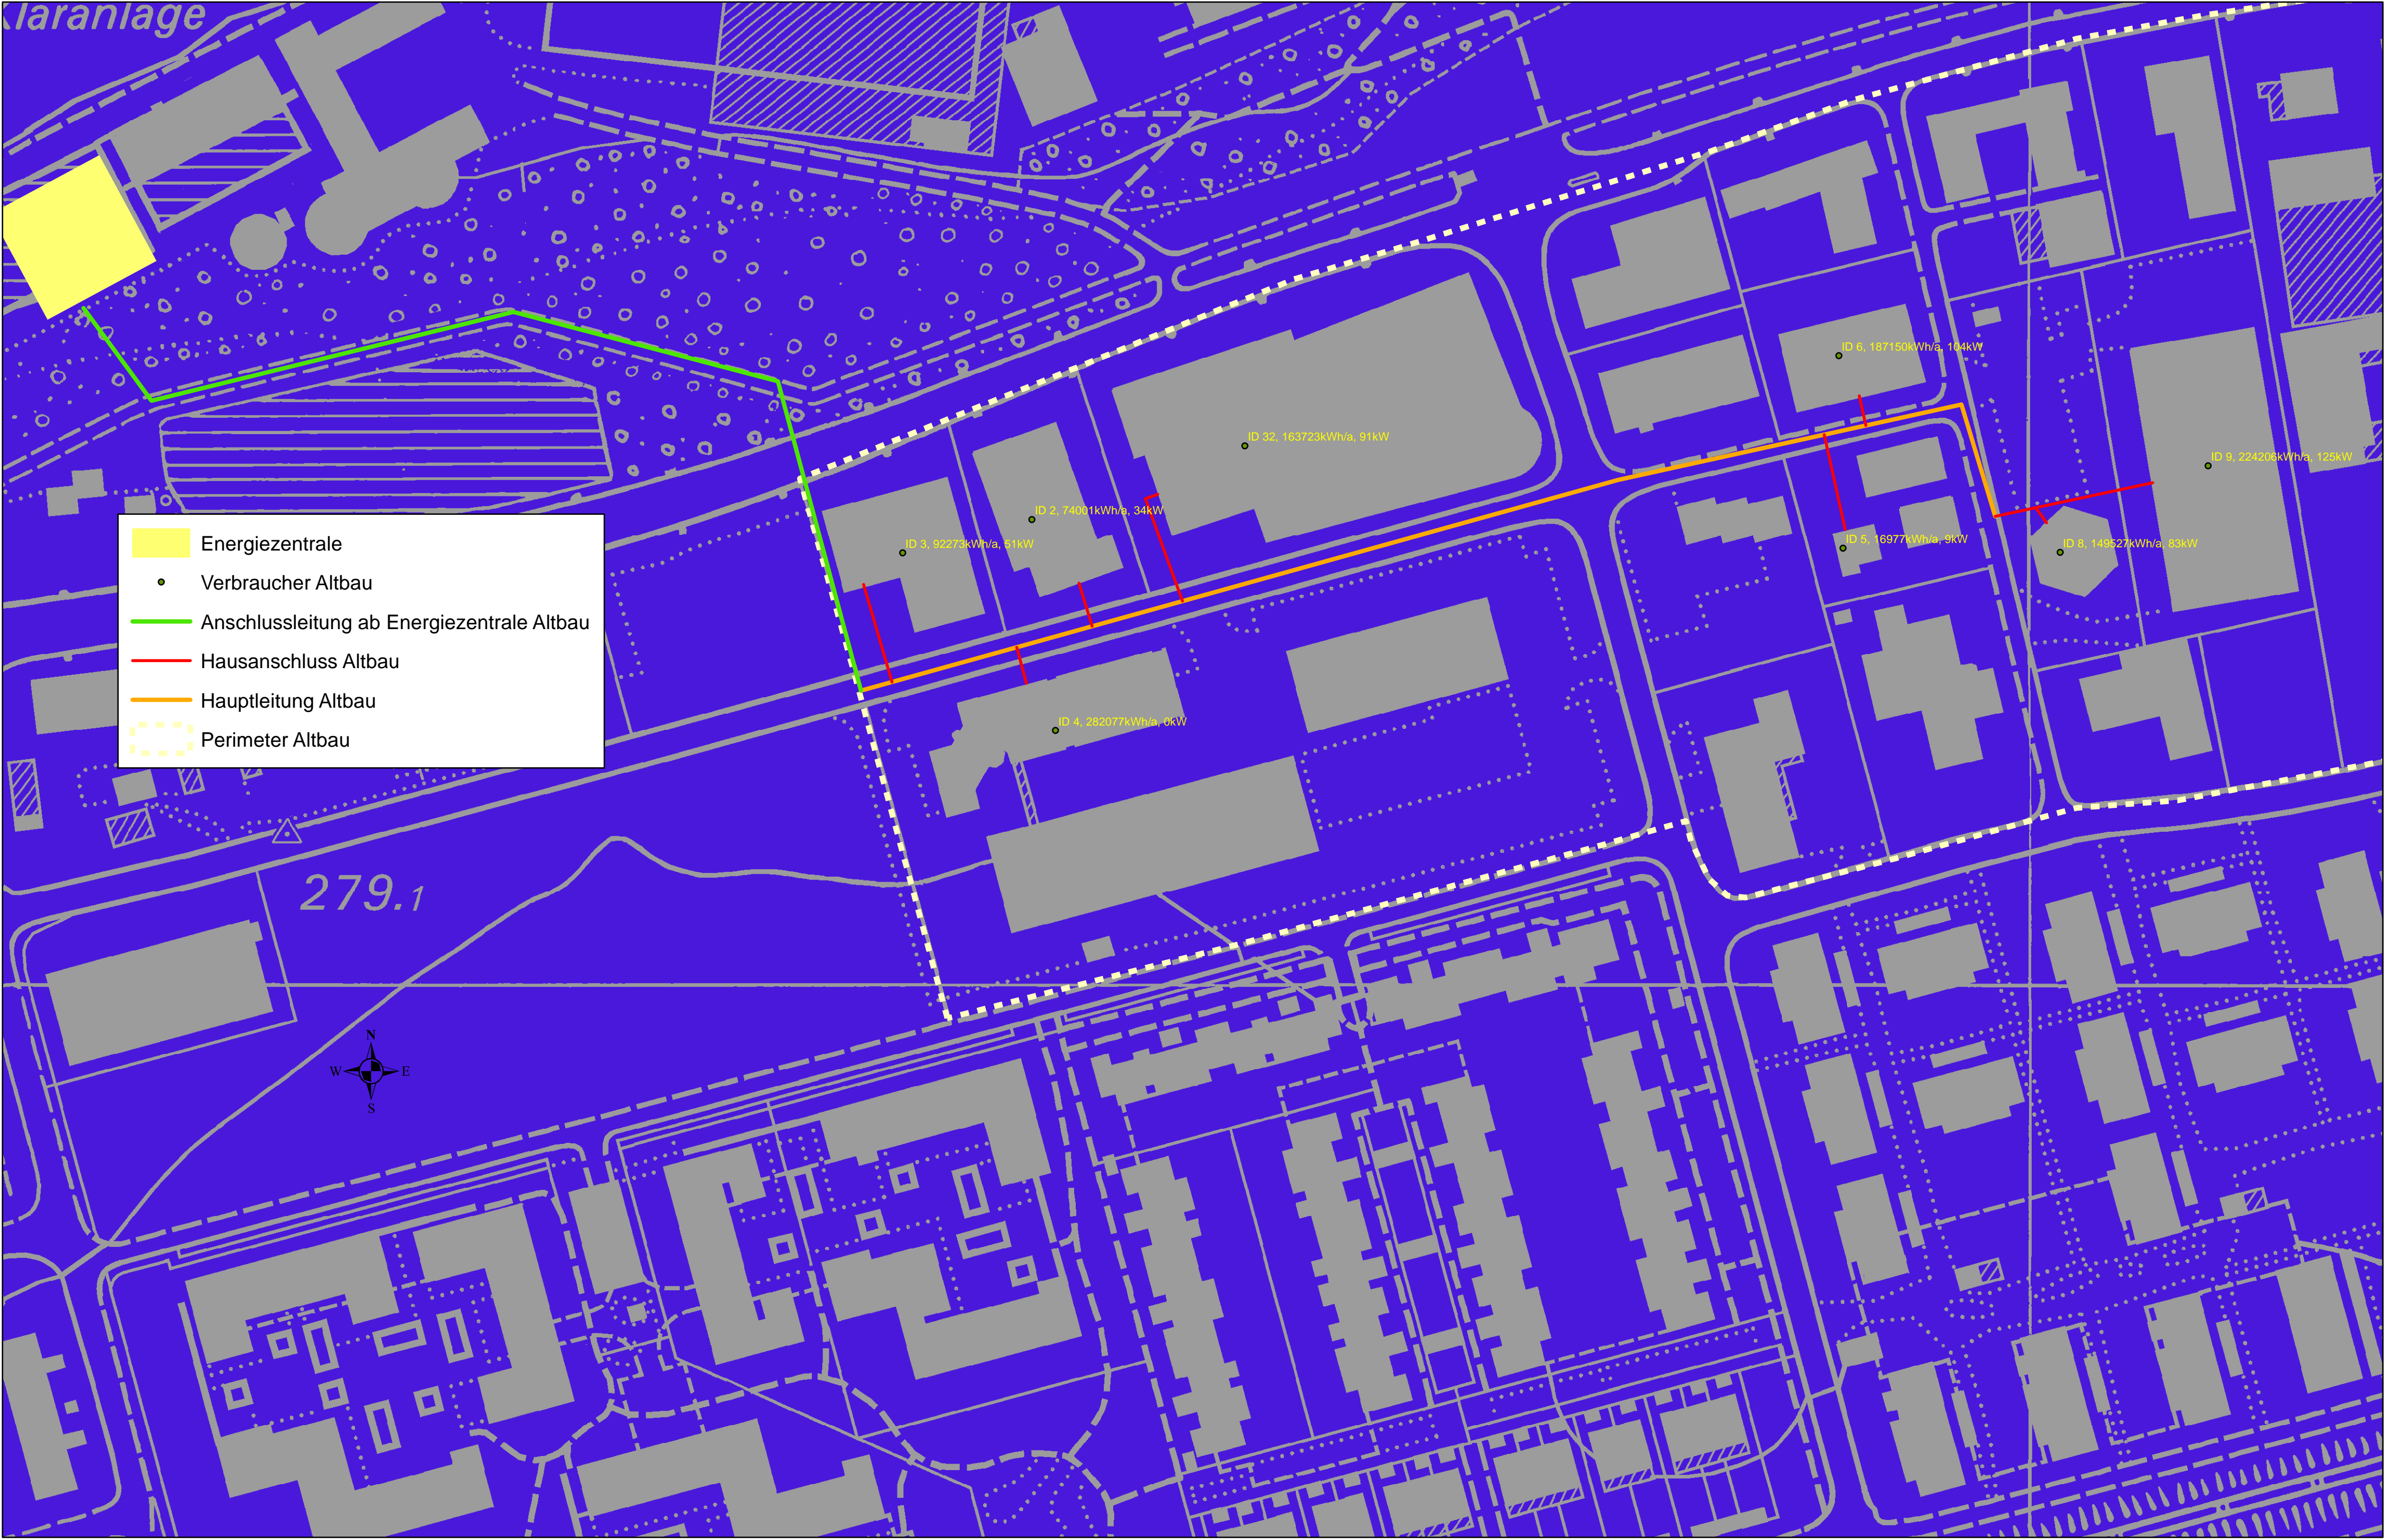 Kläranlage
ID 6, 187150kWh/a, 104kW
ID 32, 163723kWh/a, 91kW
ID 9, 224206kWh/a, 125kW
ID 2, 74001kWh/a, 34kW
ID 3, 92273kWh/a, 51kW
ID 5, 16977kWh/a, 9kW
ID 8, 149527kWh/a, 83kW
ID 4, 282077kWh/a, 0kW
Energiezentrale
Verbraucher Altbau
Anschlussleitung ab Energiezentrale Altbau
Hausanschluss Altbau
Hauptleitung Altbau
Perimeter Altbau
279.1
N
W E
S